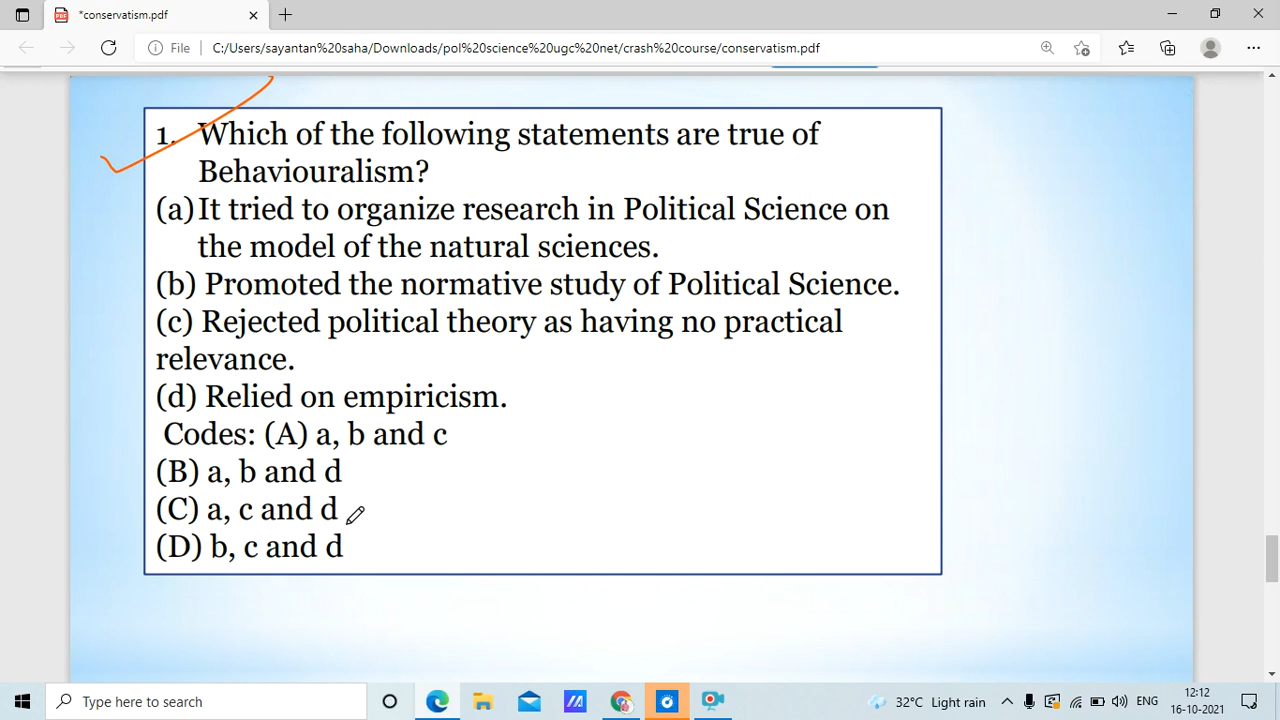 *conservatism.pdf
File
C:/Users/sayantan%20saha/Downloads/pol%20science%20ugc%20net/crash%20course/conservatism.pdf
1. Which of the following statements are true of
Behaviouralism?
(a) It tried to organize research in Political Science on
the model of the natural sciences.
(b) Promoted the normative study of Political Science.
(c) Rejected political theory as having no practical
relevance.
(d) Relied on empiricism.
Codes: (A) a, b and c
(B) a, b and d
(C) a, c and d
(D) b, c and d
Type here to search
32°C Light rain
ENG
12:12
16-10-2021